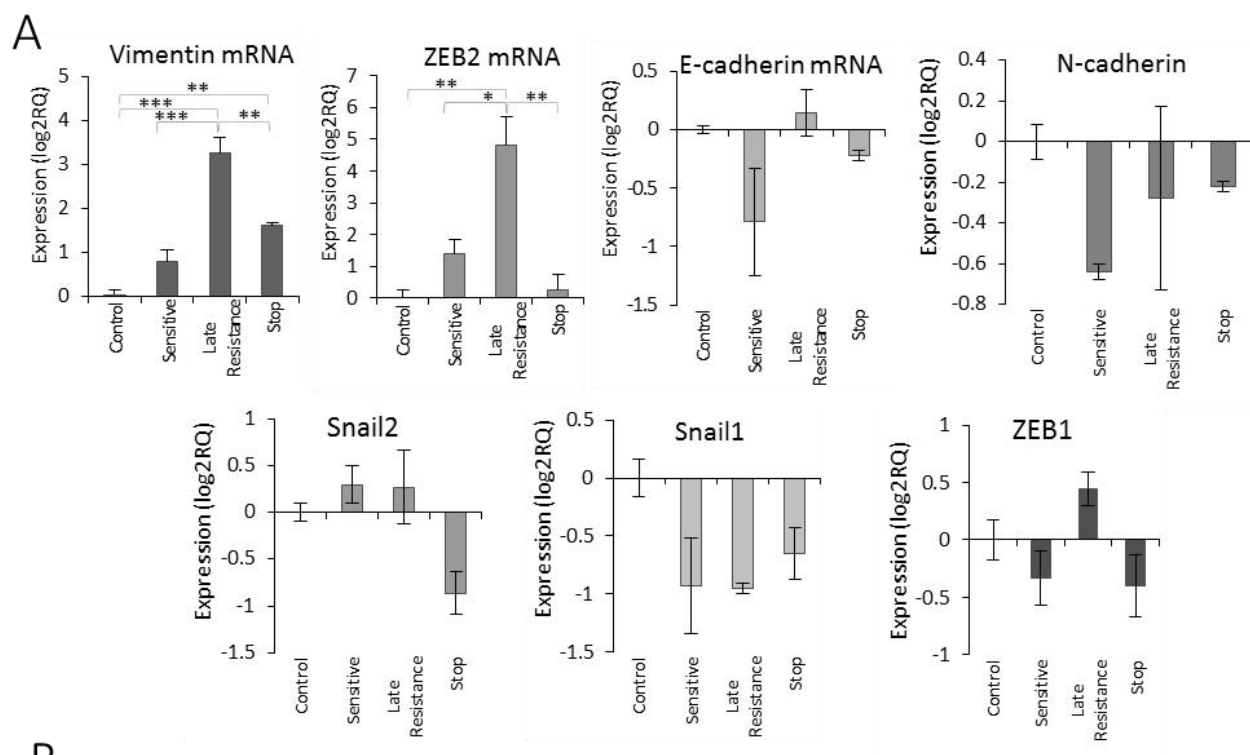 A
Vimentin mRNA
Expression (log2RQ)
5
4
3
2
1
0
**
***
***
**
Control
Sensitive
Late
Resistance
Stop
ZEB2 mRNA
Expression (log2RQ)
7
6
5
4
3
2
1
0
**
*
**
Control
Sensitive
Late
Resistance
Stop
E-cadherin mRNA
Expression (log2RQ)
0.5
0
-0.5
-1
-1.5
Control
Sensitive
Late
Resistance
Stop
N-cadherin
Expression (log2RQ)
0.4
0.2
0
-0.2
-0.4
-0.6
-0.8
Control
Sensitive
Late
Resistance
Stop
Snail2
Expression (log2RQ)
1
0.5
0
-0.5
-1
-1.5
Control
Sensitive
Late
Resistance
Stop
Snail1
Expression (log2RQ)
0.5
0
-0.5
-1
-1.5
Control
Sensitive
Late
Resistance
Stop
ZEB1
Expression (log2RQ)
1
0.5
0
-0.5
-1
Control
Sensitive
Late
Resistance
Stop